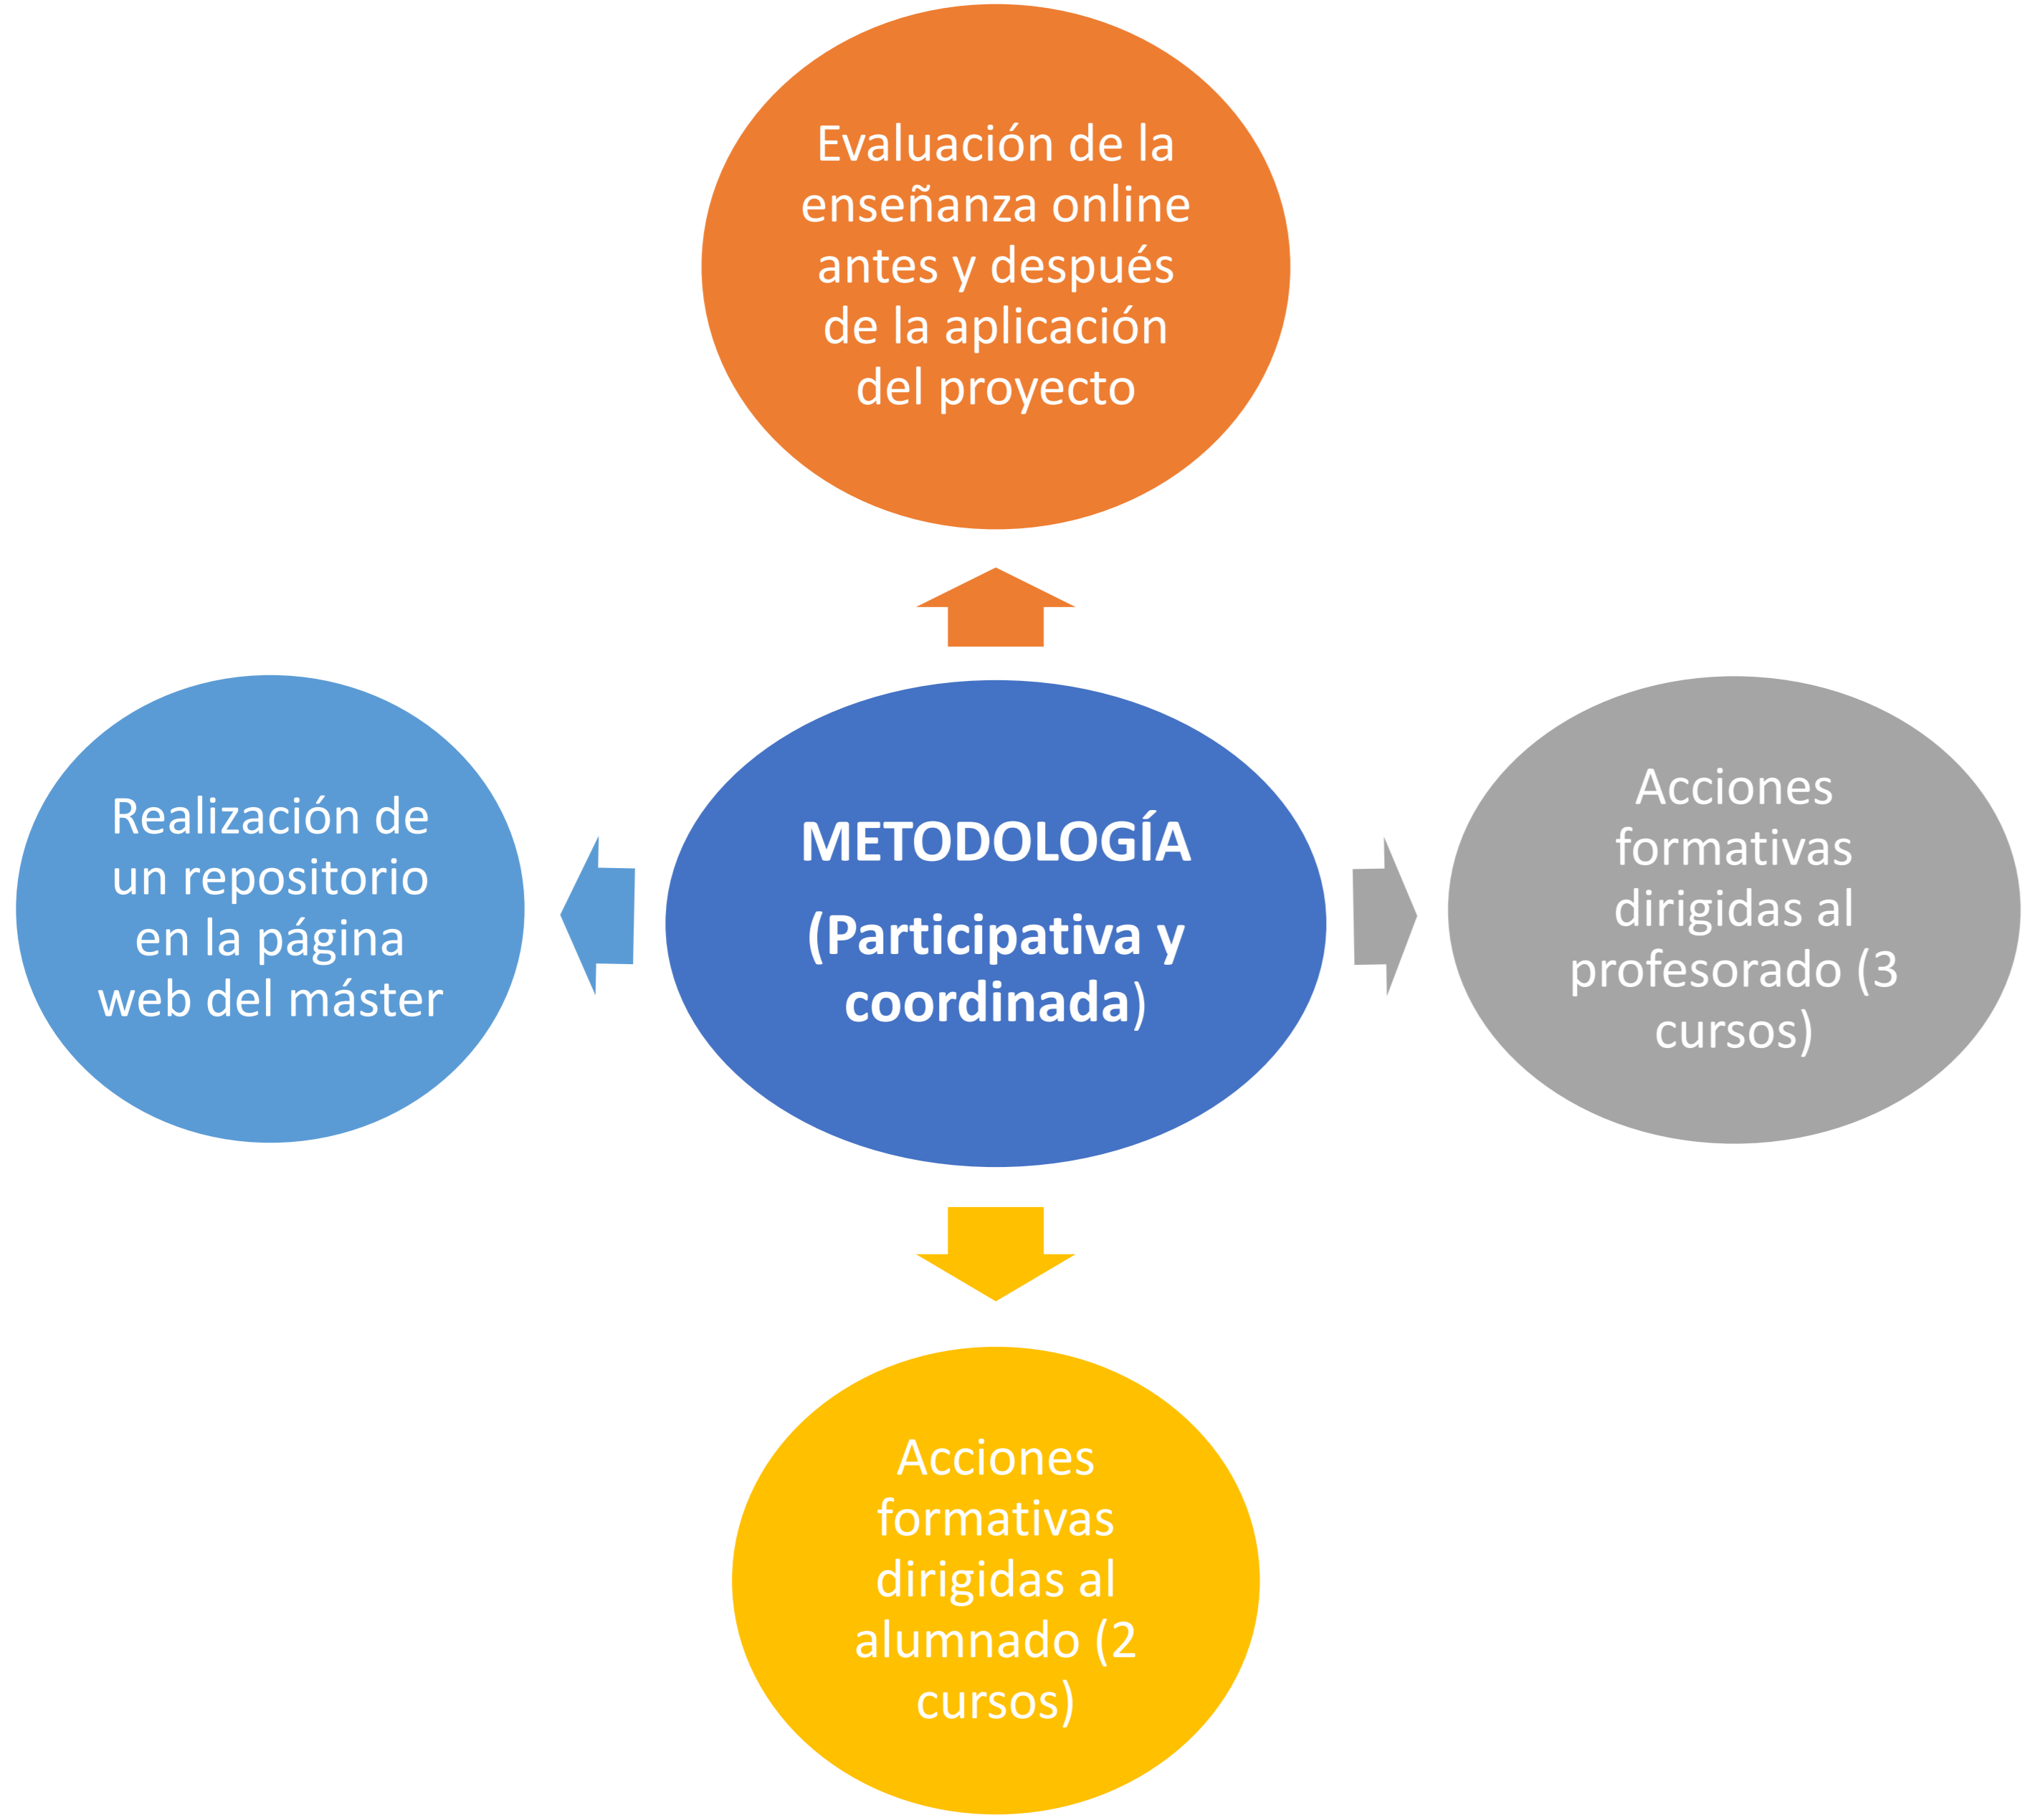 Evaluación de la
enseñanza online
antes y después
de la aplicación
del proyecto
Realización de
un repositorio
en la página
web del máster
METODOLOGÍA
(Participativa y
coordinada)
Acciones
formativas
dirigidas al
profesorado (3
cursos)
Acciones
formativas
dirigidas al
alumnado (2
cursos)